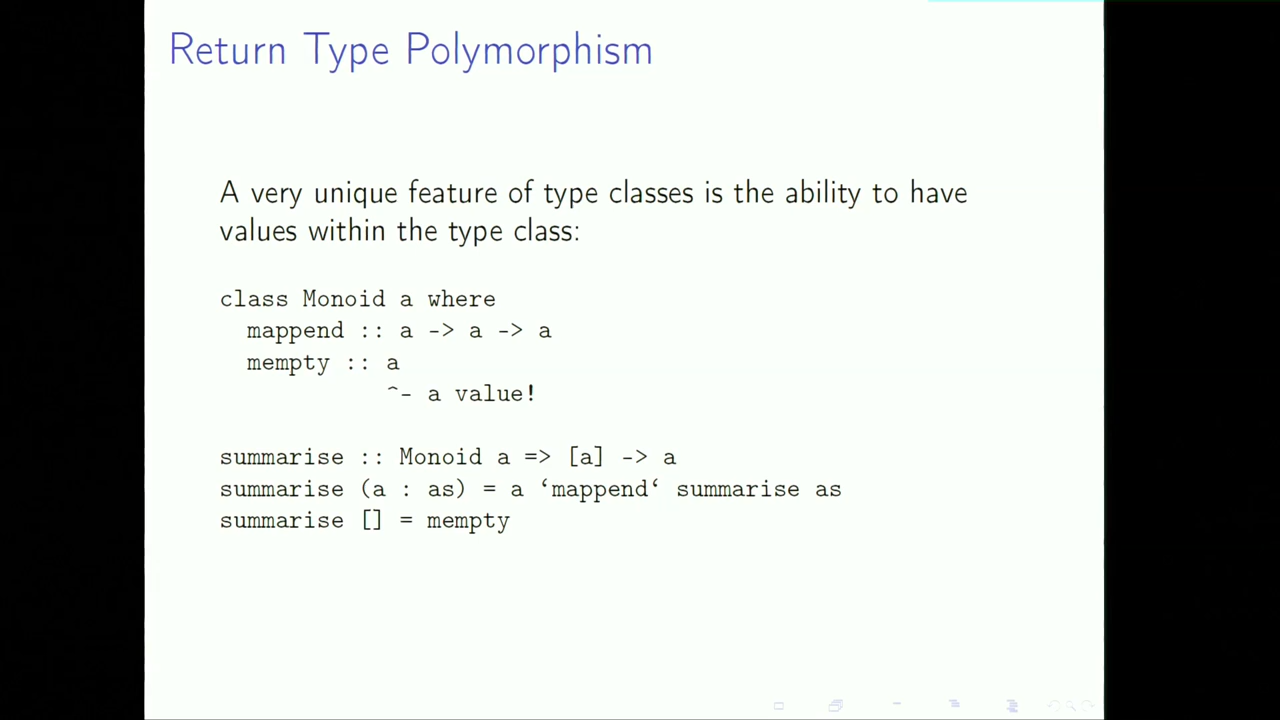 Return Type Polymorphism
A very unique feature of type classes is the ability to have
values within the type class:
class Monoid a where
  mappend :: a -> a -> a
  mempty :: a
            ^- a value!
summarise :: Monoid a => [a] -> a
summarise (a : as) = a ‘mappend‘ summarise as
summarise [] = mempty